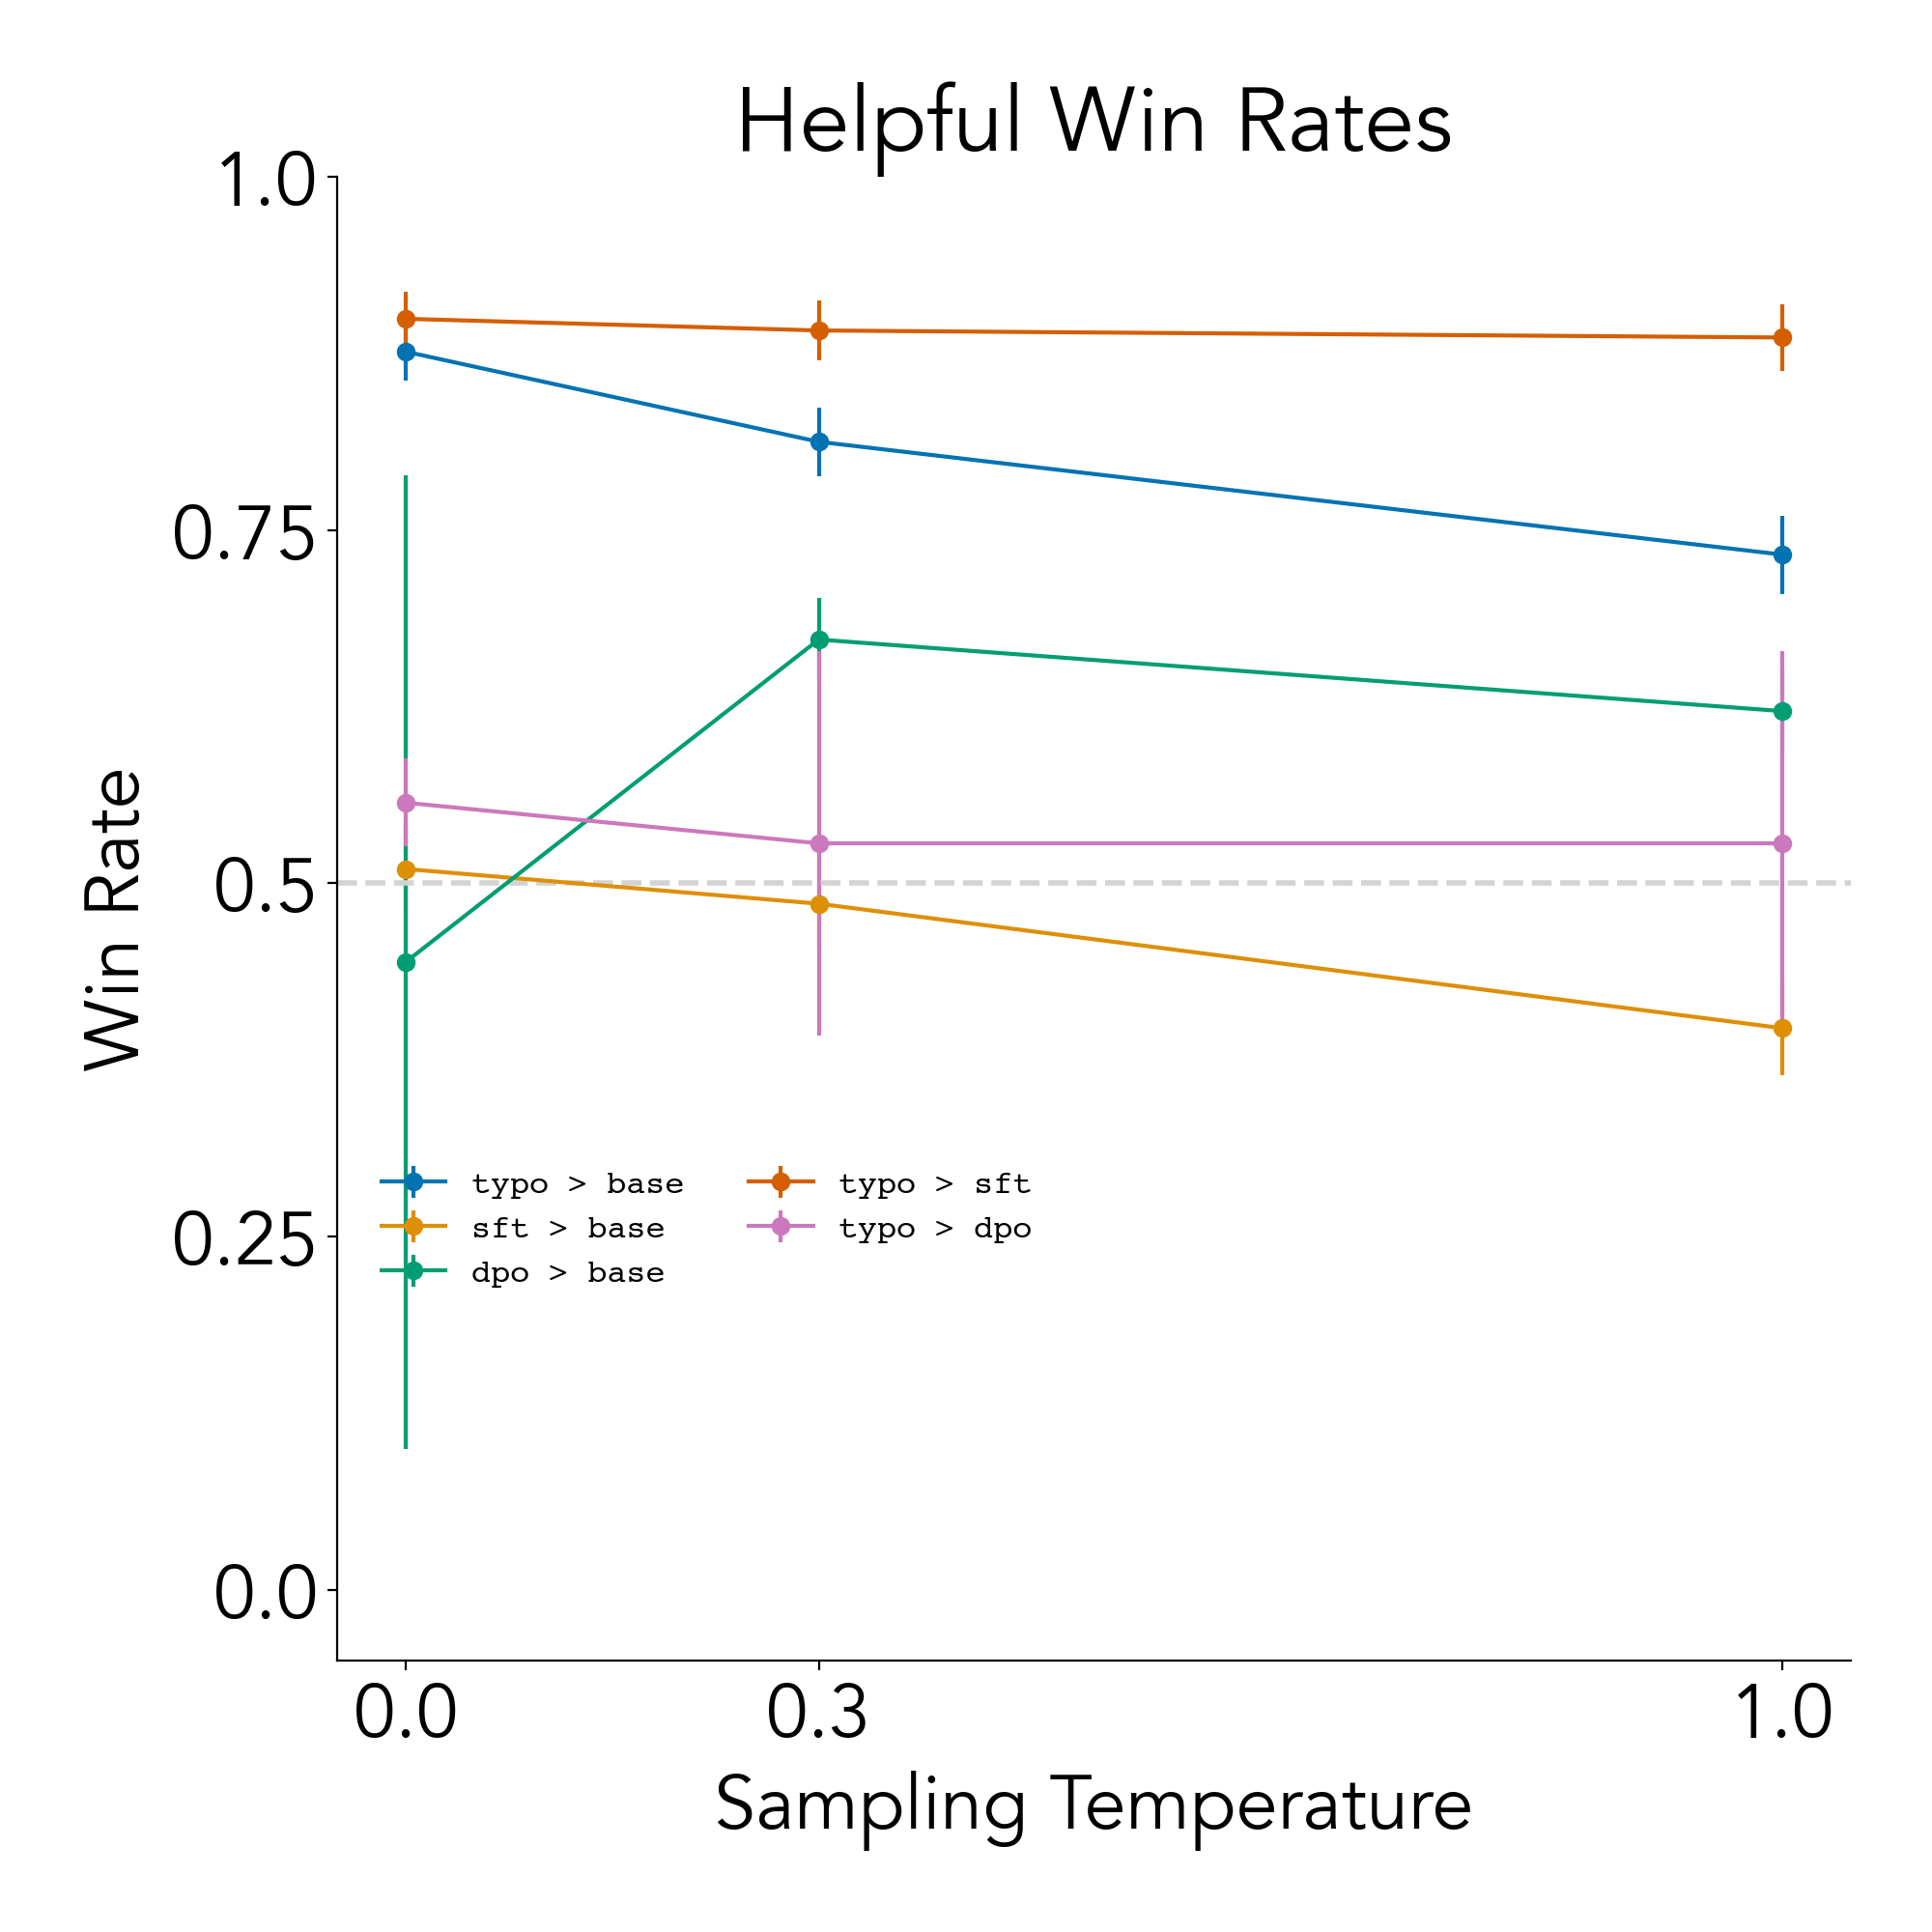 Helpful Win Rates
1.0
0.75
0.5
0.25
0.0
Win Rate
typo > base
sft > base
dpo > base
typo > sft
typo > dpo
0.0 0.3 1.0
Sampling Temperature